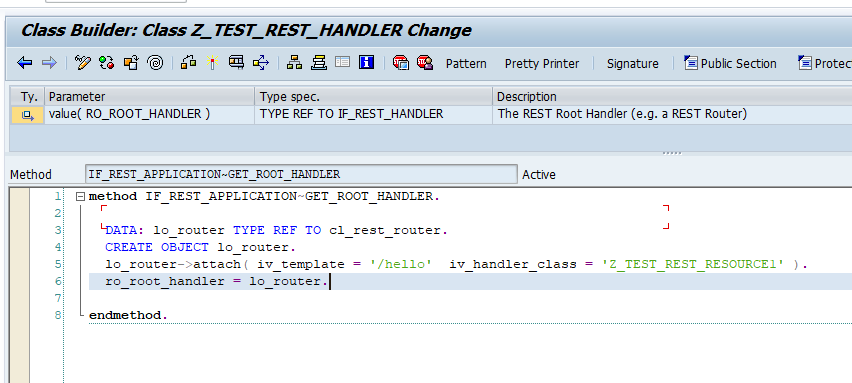 Class Builder: Class Z_TEST_REST_HANDLER Change
Pattern Pretty Printer Signature Public Section Protec
Ty. Parameter Type spec. Description
value( RO_ROOT_HANDLER ) TYPE REF TO IF_REST_HANDLER The REST Root Handler (e.g. a REST Router)
Method IF_REST_APPLICATION~GET_ROOT_HANDLER Active
1 method IF_REST_APPLICATION~GET_ROOT_HANDLER.
2
3 DATA: lo_router TYPE REF TO cl_rest_router.
4 CREATE OBJECT lo_router.
5 lo_router->attach( iv_template = '/hello' iv_handler_class = 'Z_TEST_REST_RESOURCE1' ).
6 ro_root_handler = lo_router.
7
8 endmethod.